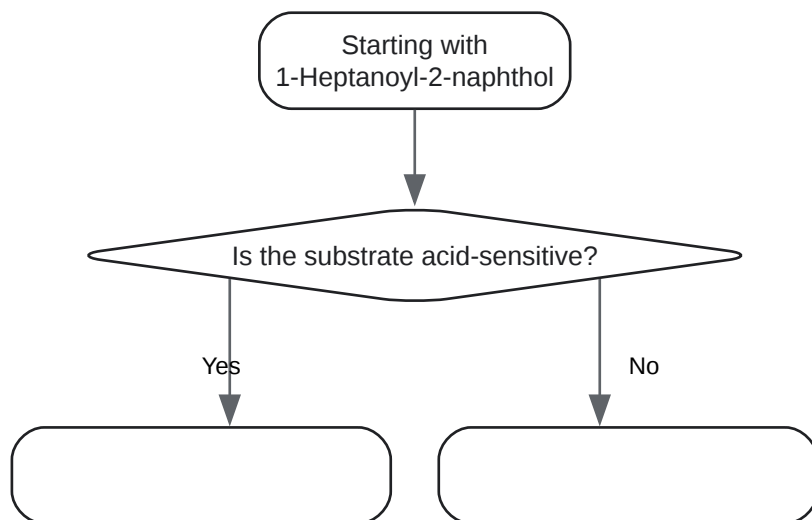 Starting with
1-Heptanoyl-2-naphthol
Is the substrate acid-sensitive?
Yes
No